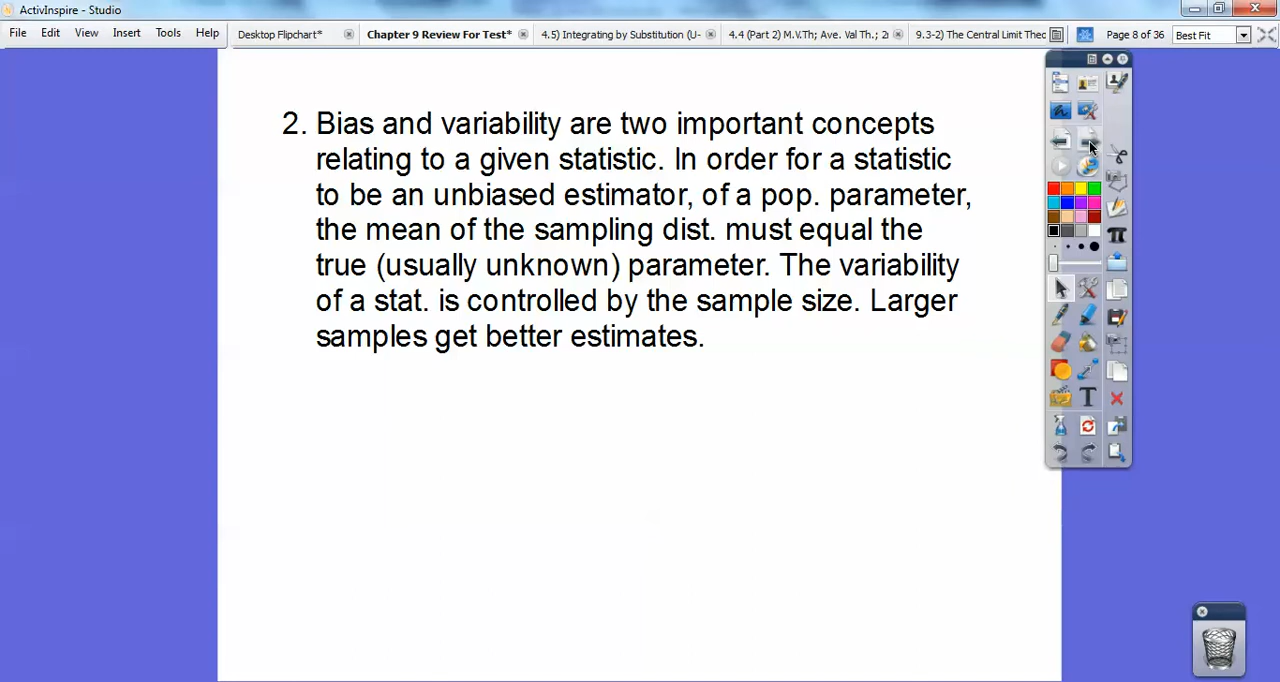 ActivInspire - Studio
File Edit View Insert Tools Help
Desktop Flipchart* Chapter 9 Review For Test* 4.5) Integrating by Substitution (U- 4.4 (Part 2) M.V.Th; Ave. Val Th.; 2r 9.3-2) The Central Limit Theo Page 8 of 36 Best Fit
2. Bias and variability are two important concepts
relating to a given statistic. In order for a statistic
to be an unbiased estimator, of a pop. parameter,
the mean of the sampling dist. must equal the
true (usually unknown) parameter. The variability
of a stat. is controlled by the sample size. Larger
samples get better estimates.